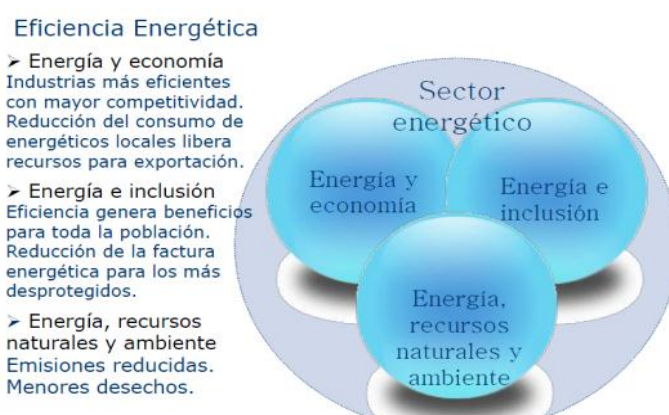 Eficiencia Energética
➢ Energía y economía
Industrias más eficientes
con mayor competitividad.
Reducción del consumo de
energéticos locales libera
recursos para exportación.
➢ Energía e inclusión
Eficiencia genera beneficios
para toda la población.
Reducción de la factura
energética para los más
desprotegidos.
➢ Energía, recursos
naturales y ambiente
Emisiones reducidas.
Menores desechos.
Sector
energético
Energía y
economía
Energía e
inclusión
Energía,
recursos
naturales y
ambiente